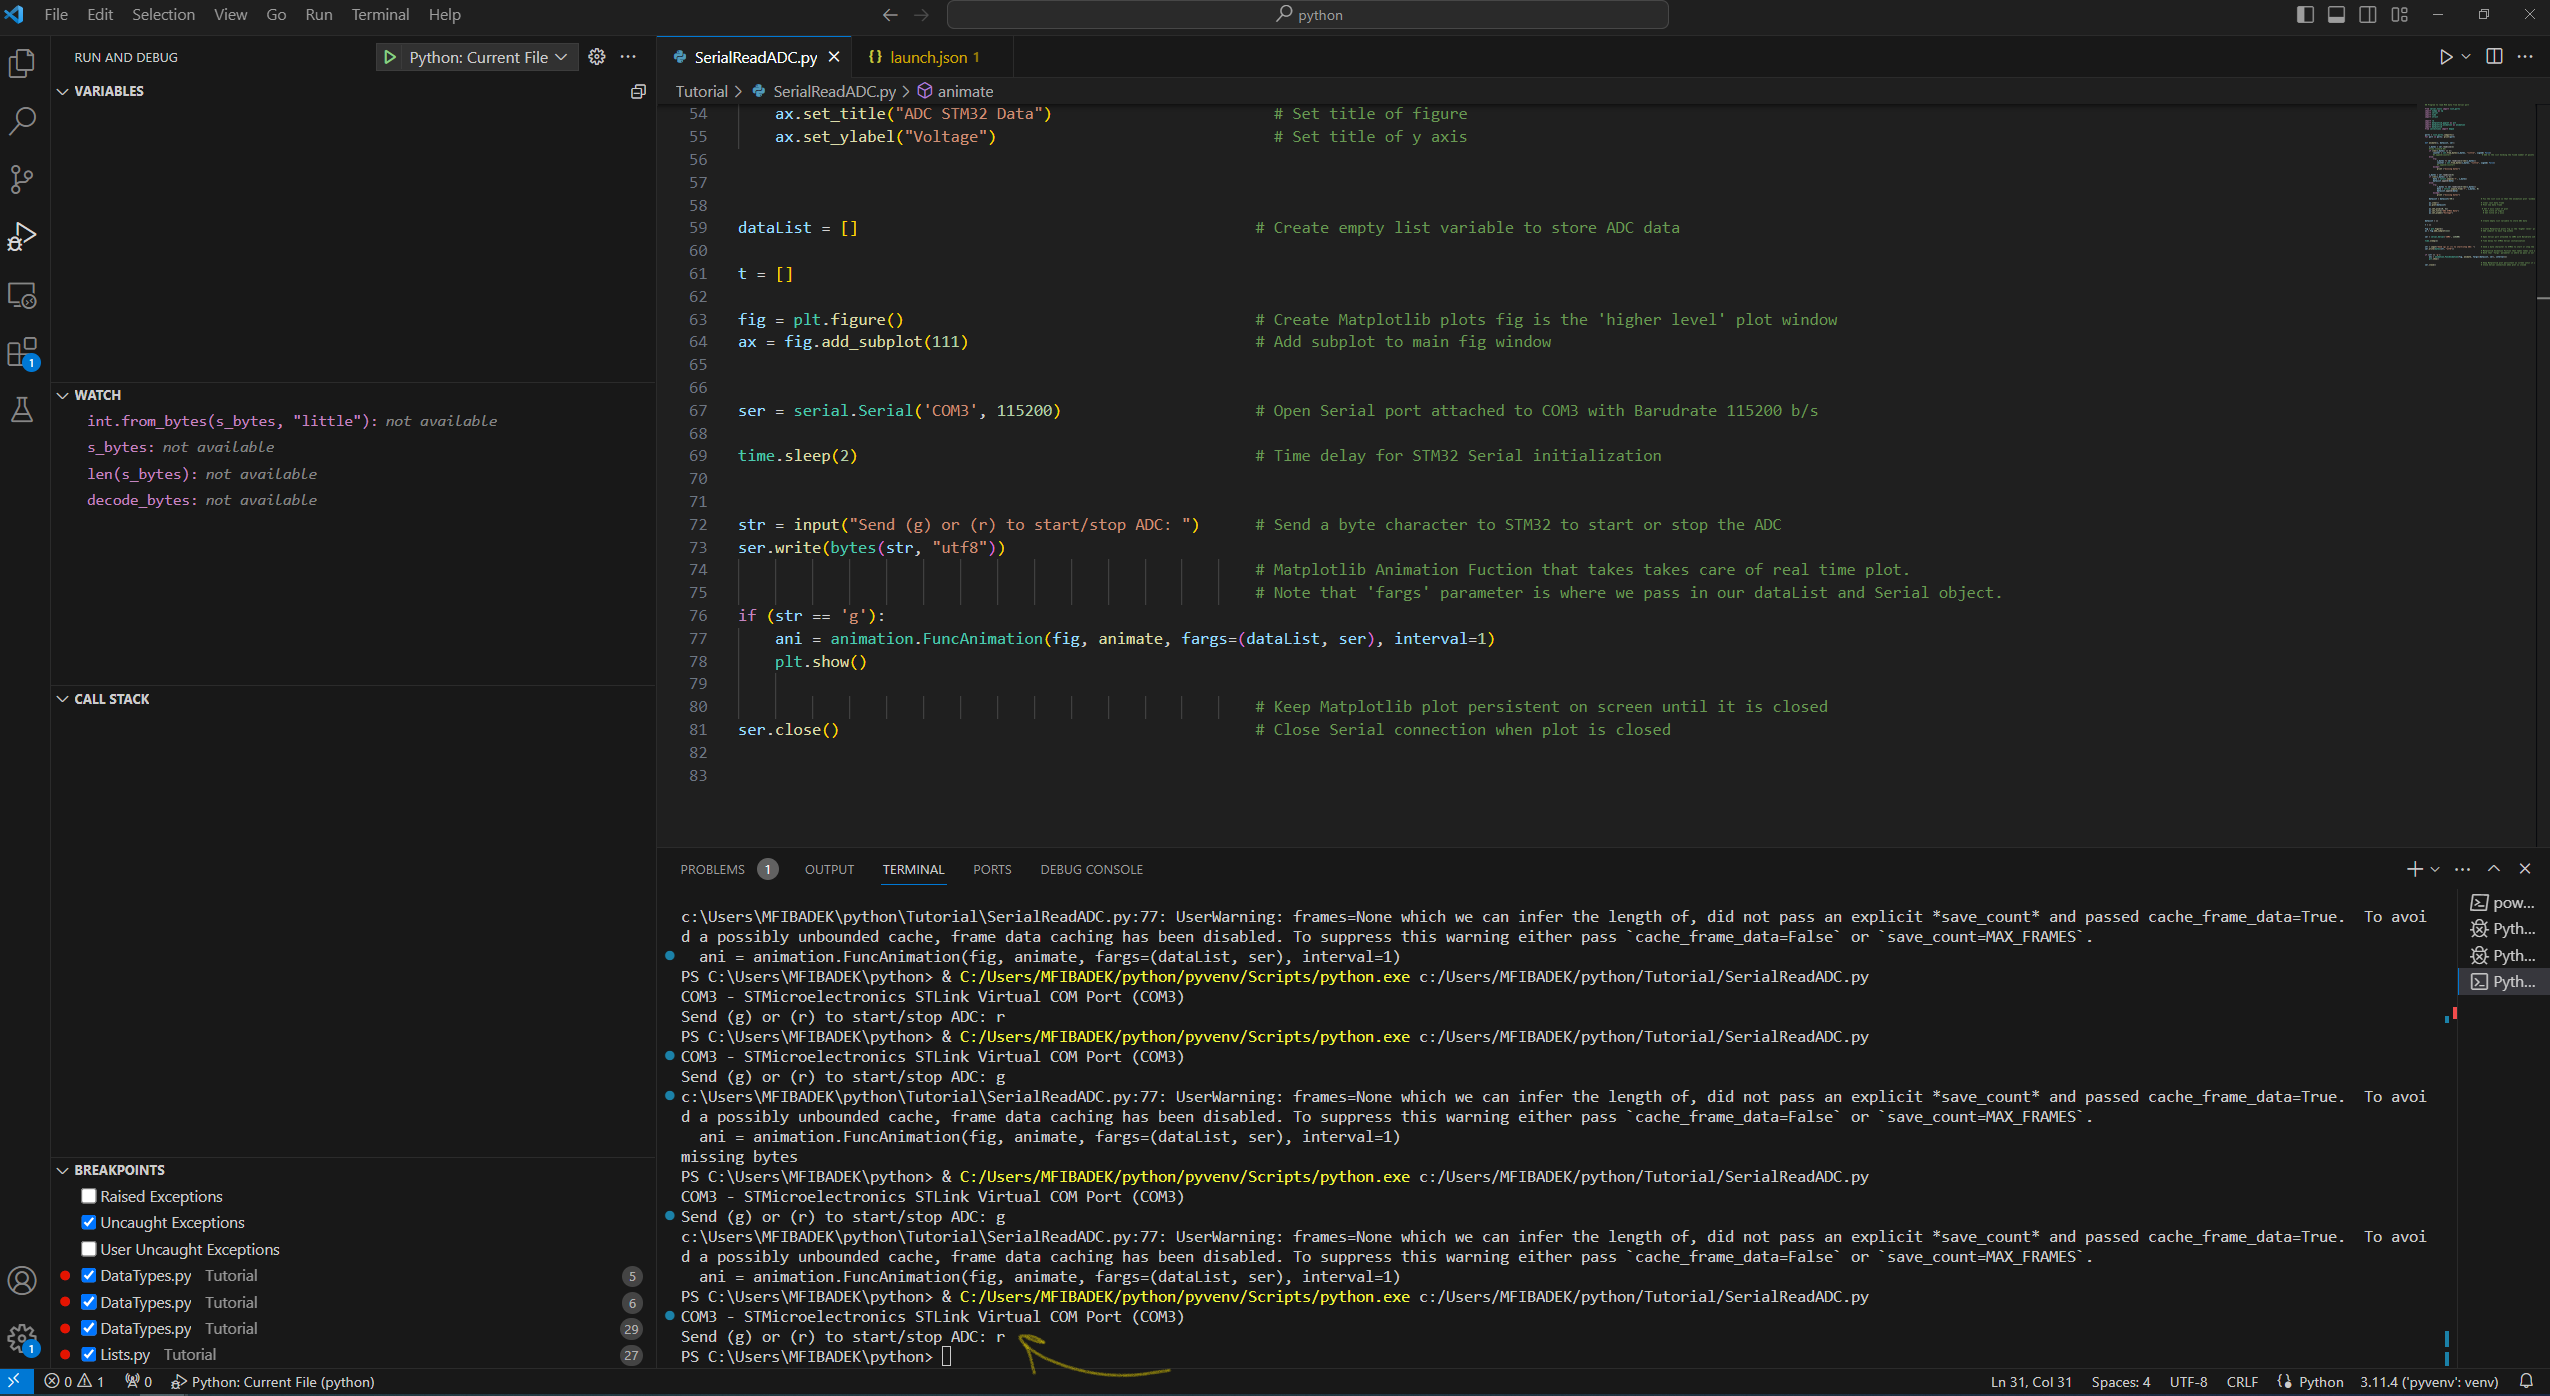 File Edit Selection View Go Run Terminal Help
python
RUN AND DEBUG
Python: Current File
SerialReadADC.py
launch.json 1
VARIABLES
Tutorial > SerialReadADC.py > animate
54 ax.set_title("ADC STM32 Data") # Set title of figure
55 ax.set_ylabel("Voltage") # Set title of y axis
56
57
58
59 dataList = [] # Create empty list variable to store ADC data
60
61 t = []
62
63 fig = plt.figure() # Create Matplotlib plots fig is the 'higher level' plot window
64 ax = fig.add_subplot(111) # Add subplot to main fig window
65
66
67 ser = serial.Serial('COM3', 115200) # Open Serial port attached to COM3 with Barudrate 115200 b/s
68
69 time.sleep(2) # Time delay for STM32 Serial initialization
70
71
72 str = input("Send (g) or (r) to start/stop ADC: ") # Send a byte character to STM32 to start or stop the ADC
73 ser.write(bytes(str, "utf8"))
74 # Matplotlib Animation Fuction that takes takes care of real time plot.
75 # Note that 'fargs' parameter is where we pass in our dataList and Serial object.
76 if (str == 'g'):
77 ani = animation.FuncAnimation(fig, animate, fargs=(dataList, ser), interval=1)
78 plt.show()
79
80 # Keep Matplotlib plot persistent on screen until it is closed
81 ser.close() # Close Serial connection when plot is closed
82
83
WATCH
int.from_bytes(s_bytes, "little"): not available
s_bytes: not available
len(s_bytes): not available
decode_bytes: not available
CALL STACK
BREAKPOINTS
Raised Exceptions
Uncaught Exceptions
User Uncaught Exceptions
DataTypes.py Tutorial 5
DataTypes.py Tutorial 6
DataTypes.py Tutorial 29
Lists.py Tutorial 27
1
1
PROBLEMS 1 OUTPUT TERMINAL PORTS DEBUG CONSOLE
c:\Users\MFIBADEK\python\Tutorial\SerialReadADC.py:77: UserWarning: frames=None which we can infer the length of, did not pass an explicit *save_count* and passed cache_frame_data=True.  To avoi
d a possibly unbounded cache, frame data caching has been disabled. To suppress this warning either pass `cache_frame_data=False` or `save_count=MAX_FRAMES`.
ani = animation.FuncAnimation(fig, animate, fargs=(dataList, ser), interval=1)
PS C:\Users\MFIBADEK\python> & C:/Users/MFIBADEK/python/pyvenv/Scripts/python.exe c:/Users/MFIBADEK/python/Tutorial/SerialReadADC.py
COM3 - STMicroelectronics STLink Virtual COM Port (COM3)
Send (g) or (r) to start/stop ADC: r
PS C:\Users\MFIBADEK\python> & C:/Users/MFIBADEK/python/pyvenv/Scripts/python.exe c:/Users/MFIBADEK/python/Tutorial/SerialReadADC.py
COM3 - STMicroelectronics STLink Virtual COM Port (COM3)
Send (g) or (r) to start/stop ADC: g
c:\Users\MFIBADEK\python\Tutorial\SerialReadADC.py:77: UserWarning: frames=None which we can infer the length of, did not pass an explicit *save_count* and passed cache_frame_data=True.  To avoi
d a possibly unbounded cache, frame data caching has been disabled. To suppress this warning either pass `cache_frame_data=False` or `save_count=MAX_FRAMES`.
ani = animation.FuncAnimation(fig, animate, fargs=(dataList, ser), interval=1)
missing bytes
PS C:\Users\MFIBADEK\python> & C:/Users/MFIBADEK/python/pyvenv/Scripts/python.exe c:/Users/MFIBADEK/python/Tutorial/SerialReadADC.py
COM3 - STMicroelectronics STLink Virtual COM Port (COM3)
Send (g) or (r) to start/stop ADC: g
c:\Users\MFIBADEK\python\Tutorial\SerialReadADC.py:77: UserWarning: frames=None which we can infer the length of, did not pass an explicit *save_count* and passed cache_frame_data=True.  To avoi
d a possibly unbounded cache, frame data caching has been disabled. To suppress this warning either pass `cache_frame_data=False` or `save_count=MAX_FRAMES`.
ani = animation.FuncAnimation(fig, animate, fargs=(dataList, ser), interval=1)
PS C:\Users\MFIBADEK\python> & C:/Users/MFIBADEK/python/pyvenv/Scripts/python.exe c:/Users/MFIBADEK/python/Tutorial/SerialReadADC.py
COM3 - STMicroelectronics STLink Virtual COM Port (COM3)
Send (g) or (r) to start/stop ADC: r
PS C:\Users\MFIBADEK\python>
pow...
Pyth...
Pyth...
Pyth...
0 1 0 Python: Current File (python)
Ln 31, Col 31 Spaces: 4 UTF-8 CRLF Python 3.11.4 ('pyvenv': venv)